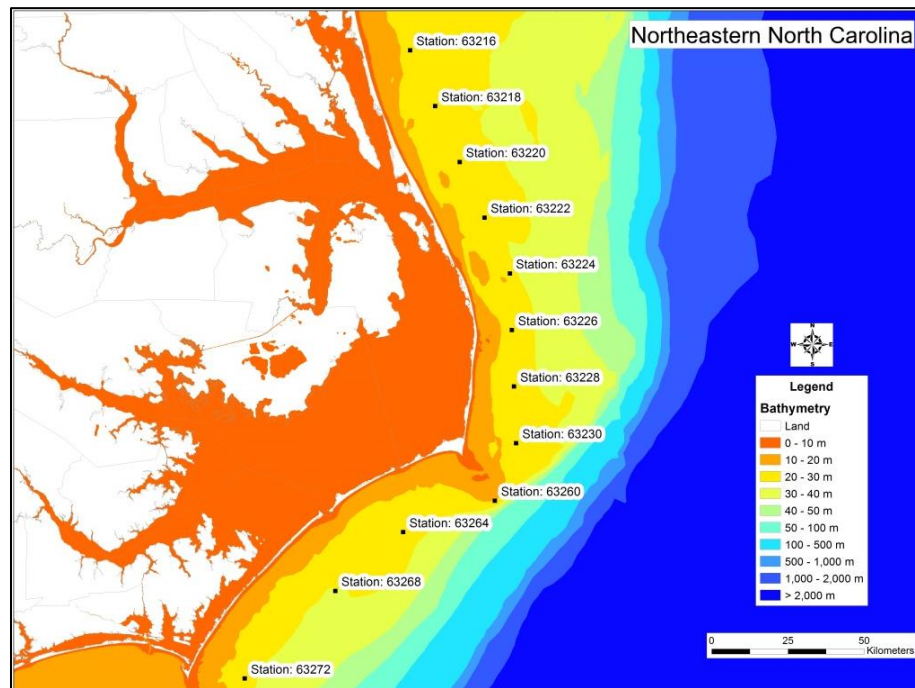 Northeastern North Carolina
Station: 63216
Station: 63218
Station: 63220
Station: 63222
Station: 63224
Station: 63226
Station: 63228
Station: 63230
Station: 63260
Station: 63264
Station: 63268
Station: 63272
N
W E
S
Legend
Bathymetry
Land
0 - 10 m
10 - 20 m
20 - 30 m
30 - 40 m
40 - 50 m
50 - 100 m
100 - 500 m
500 - 1,000 m
1,000 - 2,000 m
> 2,000 m
0 25 50
Kilometers